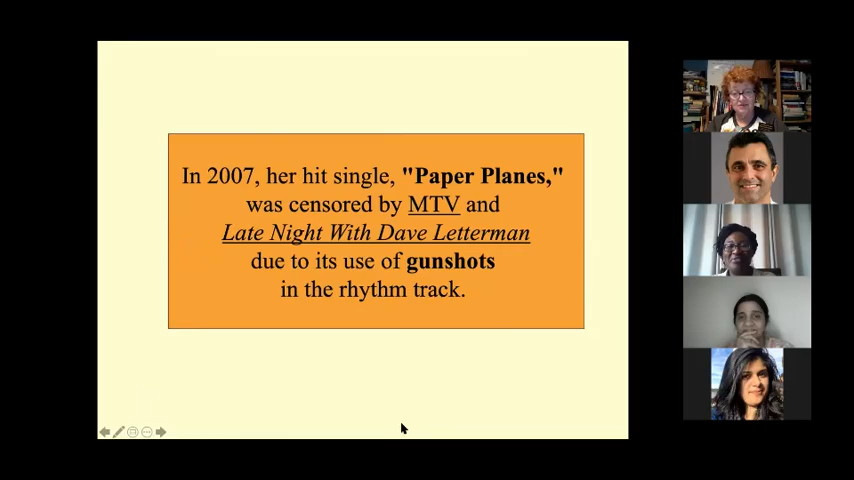 In 2007, her hit single, "Paper Planes,"
was censored by MTV and
Late Night With Dave Letterman
due to its use of gunshots
in the rhythm track.